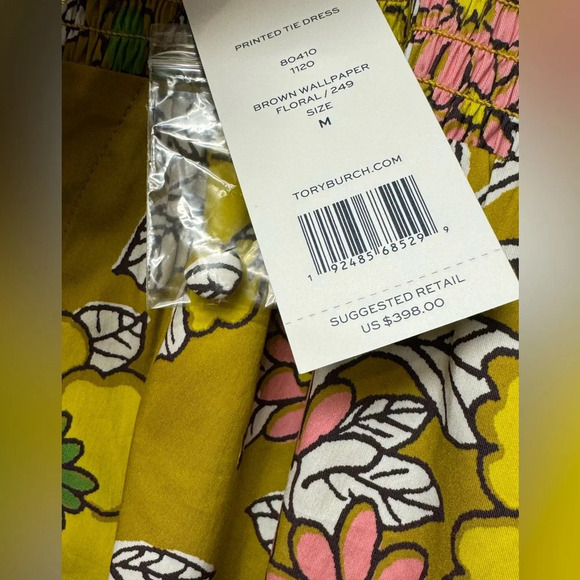 PRINTED TIE DRESS
80410
1120
BROWN WALLPAPER
FLORAL / 249
SIZE
M
TORYBURCH.COM
1 92485 68529 9
SUGGESTED RETAIL
US $398.00